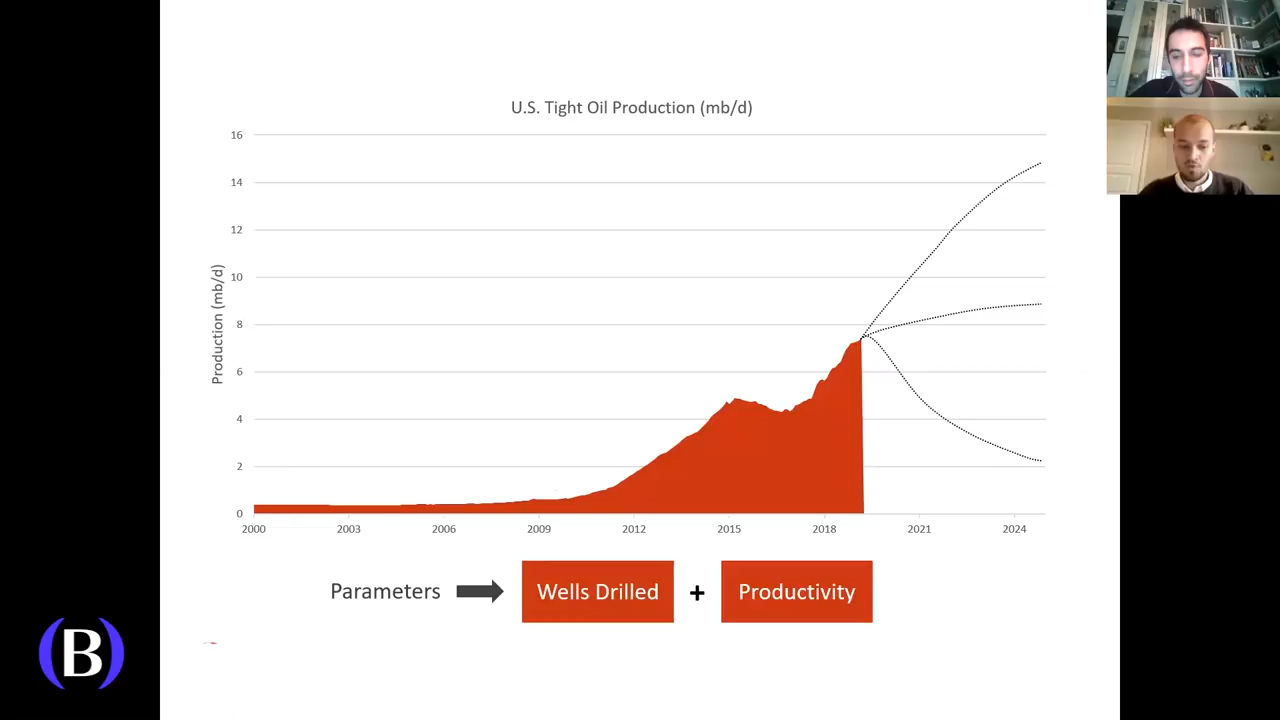 U.S. Tight Oil Production (mb/d)
16
14
12
10
8
6
4
2
0
Production (mb/d)
2000 2003 2006 2009 2012 2015 2018 2021 2024
Parameters Wells Drilled + Productivity
(B)